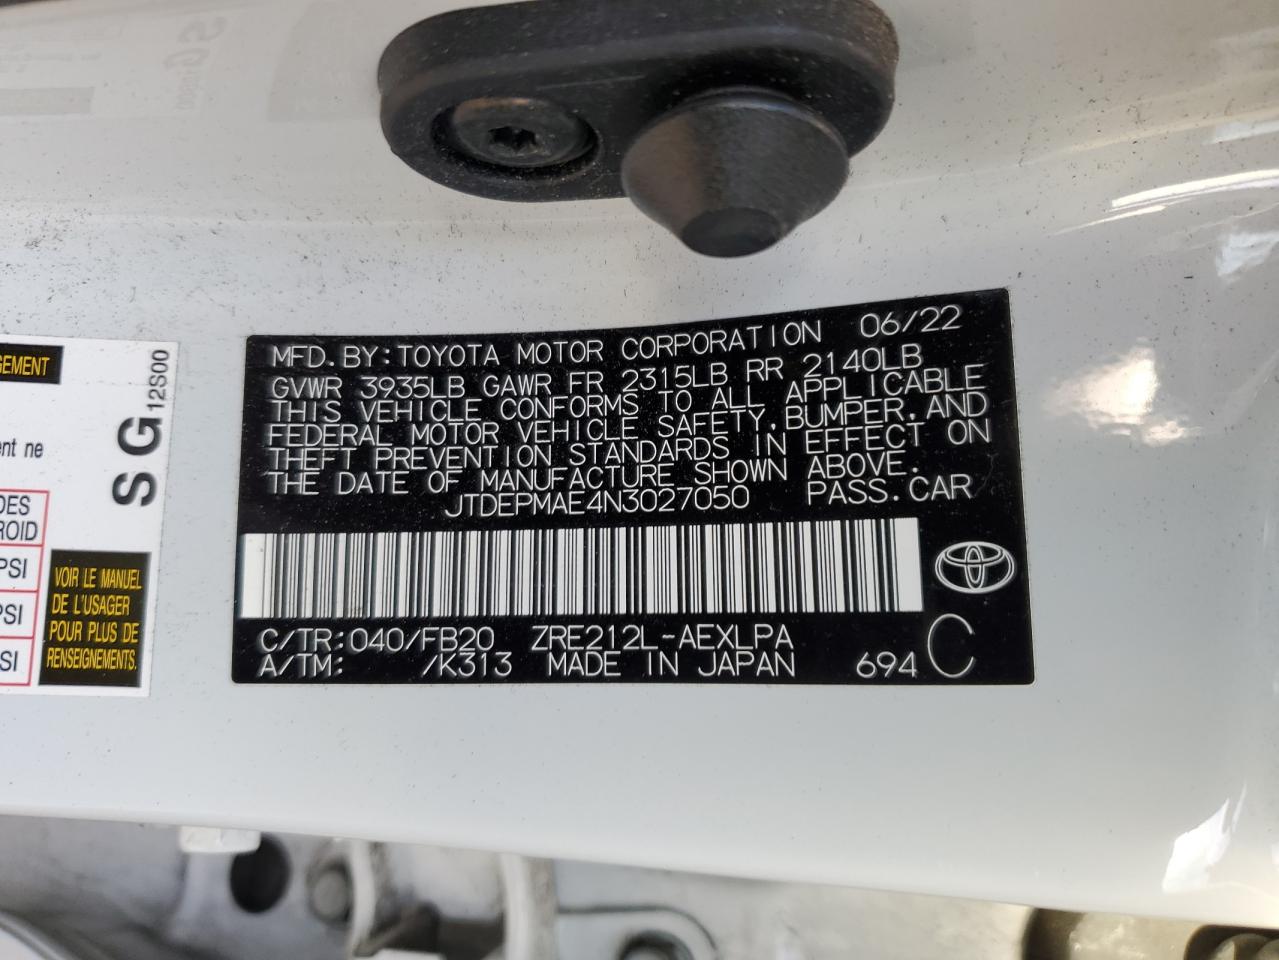 MFD.BY:TOYOTA MOTOR CORPORATION 06/22
GVWR 3935LB GAWR FR 2315LB RR 2140LB
THIS VEHICLE CONFORMS TO ALL APPLICABLE
FEDERAL MOTOR VEHICLE SAFETY,BUMPER,AND
THEFT PREVENTION STANDARDS IN EFFECT ON
THE DATE OF MANUFACTURE SHOWN ABOVE.
JTDEPMAE4N3027050 PASS.CAR
C/TR:040/FB20 ZRE212L-AEXLPA
A/TM: /K313 MADE IN JAPAN 694 C
GEMENT
SG12S00
ent ne
DES
ROID
PSI
PSI
SI
VOIR LE MANUEL
DE L'USAGER
POUR PLUS DE
RENSEIGNEMENTS.